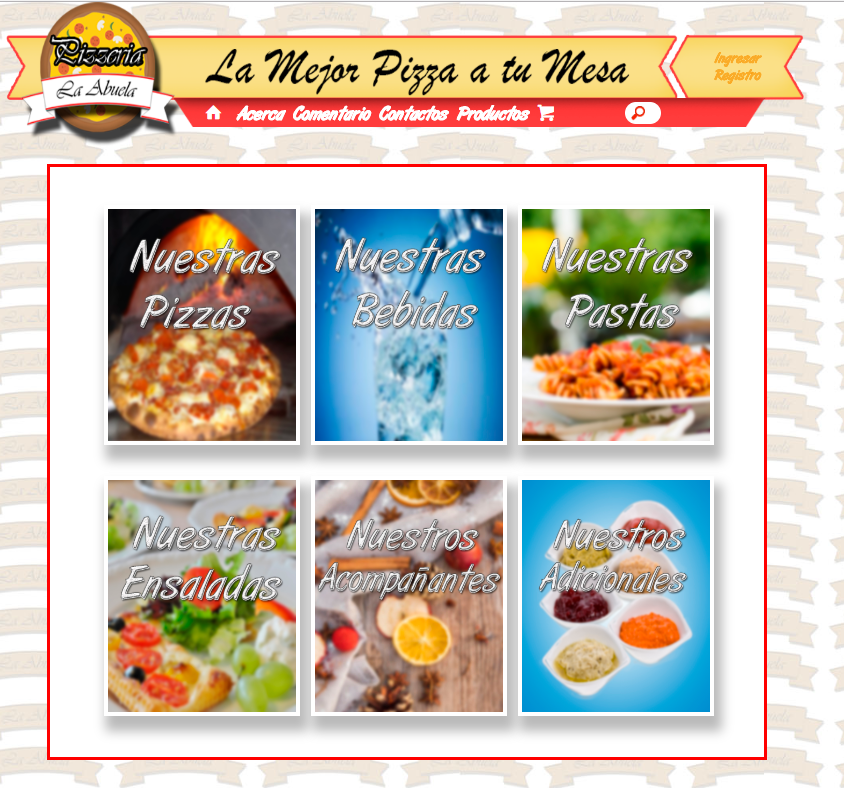 Pizzeria
La Abuela
La Mejor Pizza a tu Mesa
Ingresar
Registro
Acerca Comentario Contactos Productos
Nuestras
Pizzas
Nuestras
Bebidas
Nuestras
Pastas
Nuestras
Ensaladas
Nuestros
Acompañantes
Nuestros
Adicionales